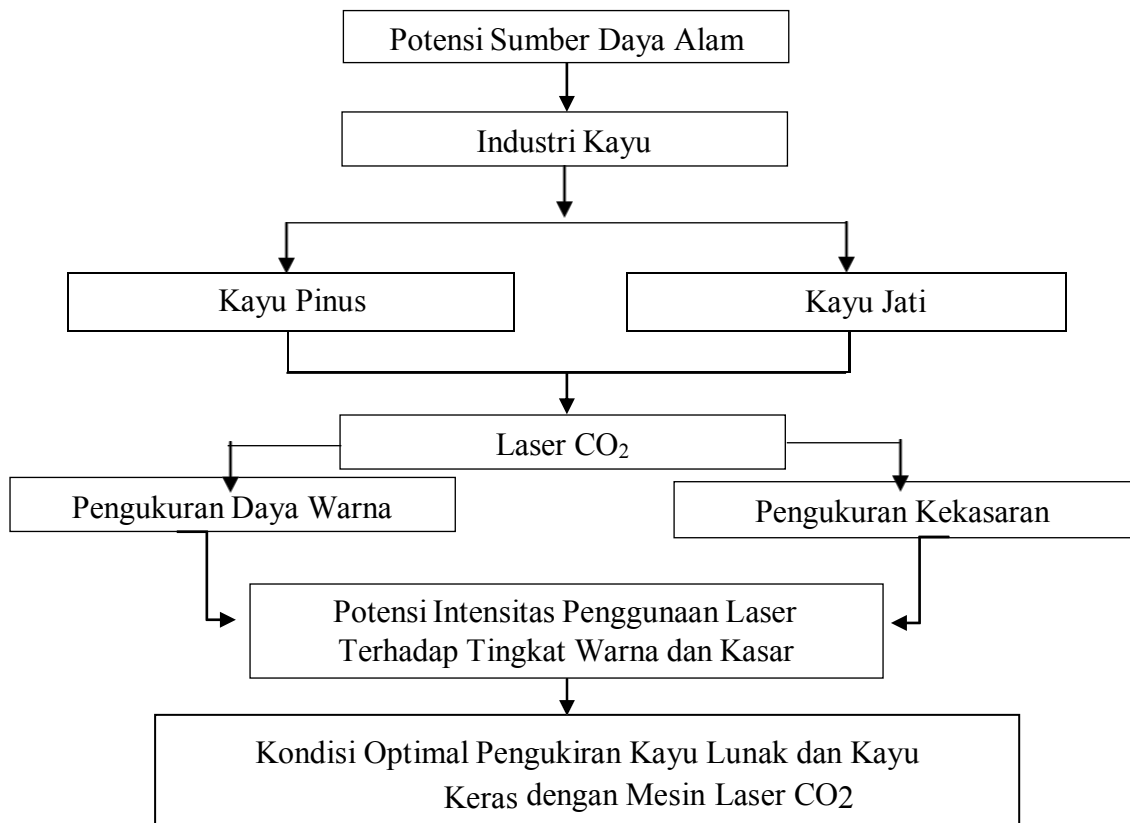 Potensi Sumber Daya Alam
Industri Kayu
Kayu Pinus
Kayu Jati
Laser CO₂
Pengukuran Daya Warna
Pengukuran Kekasaran
Potensi Intensitas Penggunaan Laser
Terhadap Tingkat Warna dan Kasar
Kondisi Optimal Pengukiran Kayu Lunak dan Kayu
Keras dengan Mesin Laser CO2